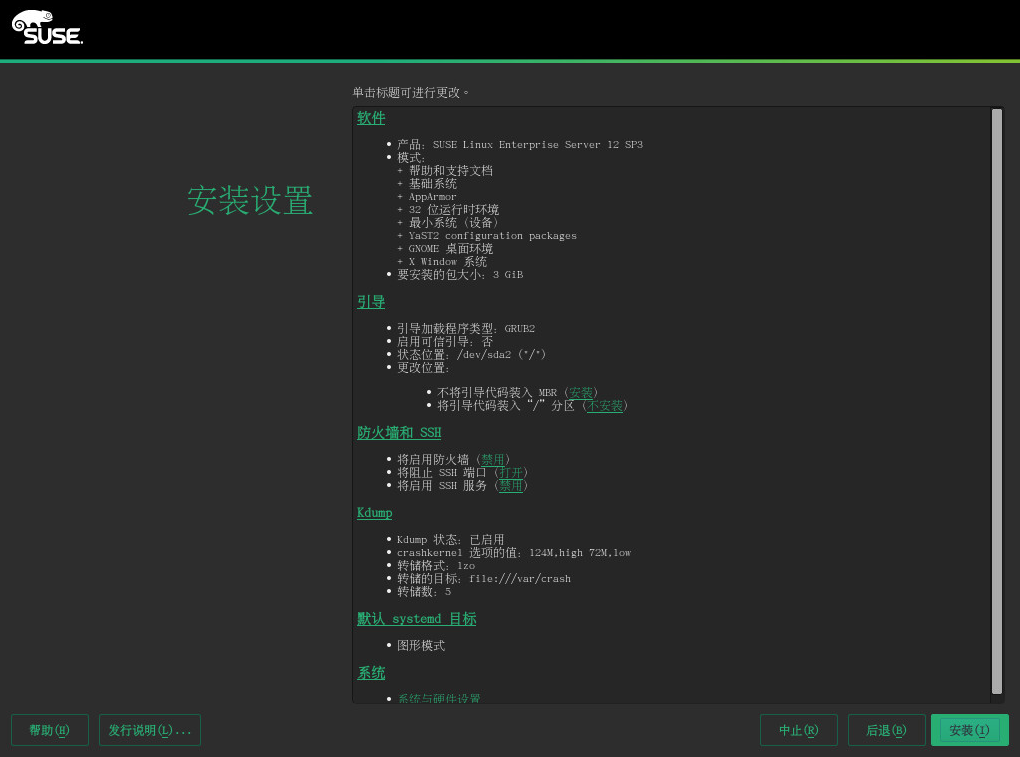 SUSE.
单击标题可进行更改。
安装设置
软件
• 产品：SUSE Linux Enterprise Server 12 SP3
• 模式：
+ 帮助和支持文档
+ 基础系统
+ AppArmor
+ 32 位运行时环境
+ 最小系统（设备）
+ YaST2 configuration packages
+ GNOME 桌面环境
+ X Window 系统
• 要安装的包大小：3 GiB
引导
• 引导加载程序类型：GRUB2
• 启用可信引导：否
• 状态位置：/dev/sda2 ("/")
• 更改位置：
• 不将引导代码装入 MBR（安装）
• 将引导代码装入“/”分区（不安装）
防火墙和 SSH
• 将启用防火墙（禁用）
• 将阻止 SSH 端口（打开）
• 将启用 SSH 服务（禁用）
Kdump
• Kdump 状态：已启用
• crashkernel 选项的值：124M,high 72M,low
• 转储格式：lzo
• 转储的目标：file:///var/crash
• 转储数：5
默认 systemd 目标
• 图形模式
系统
• 系统与硬件设置
帮助(H) 发行说明(L)... 中止(R) 后退(B) 安装(I)